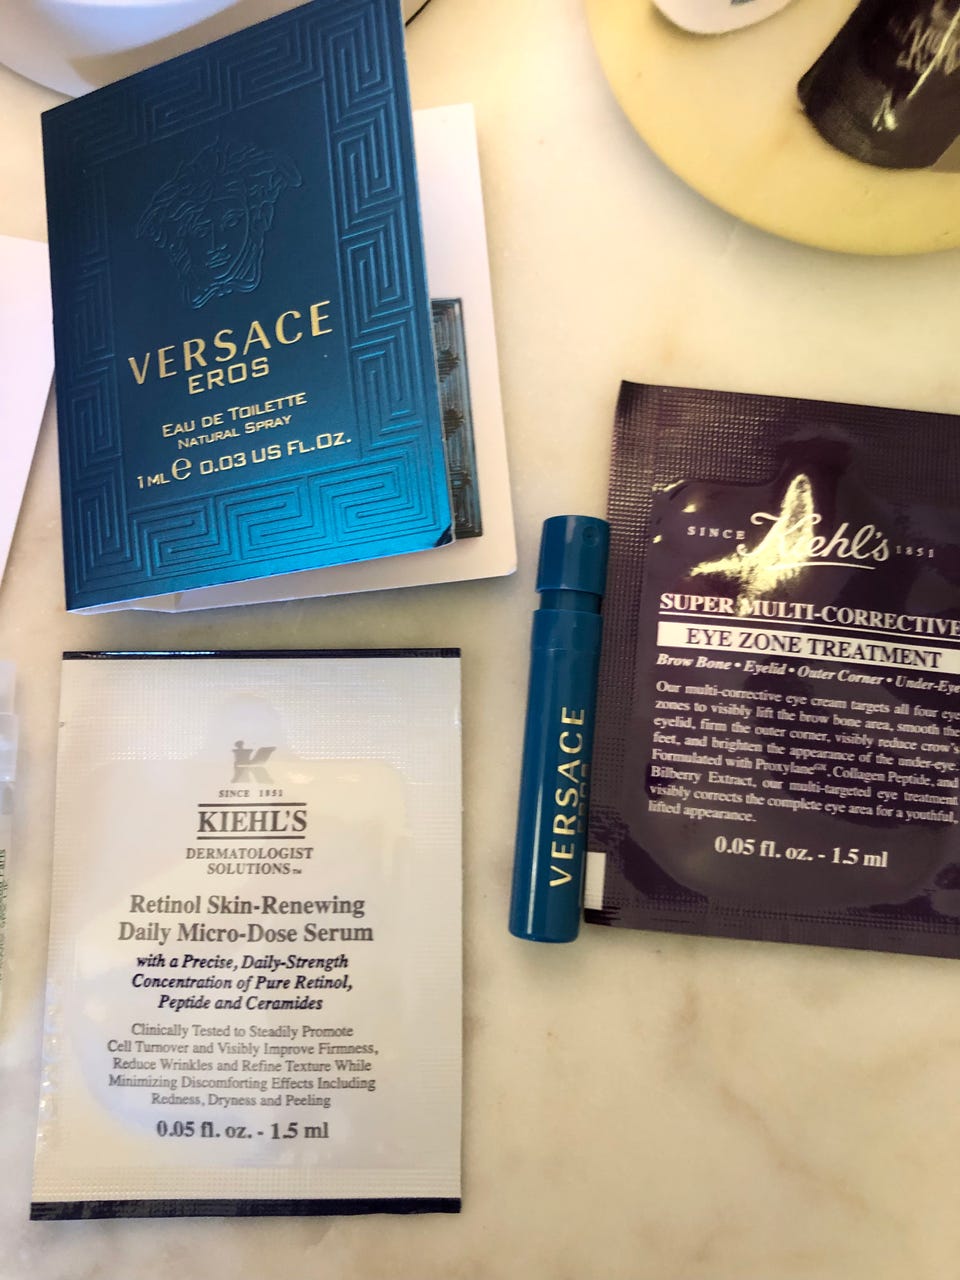 VERSACE
EROS
EAU DE TOILETTE
NATURAL SPRAY
1 ML e 0.03 US FL.OZ.
SINCE Kiehl's 1851
SUPER MULTI-CORRECTIVE
EYE ZONE TREATMENT
Brow Bone • Eyelid • Outer Corner • Under-Eye
Our multi-corrective eye cream targets all four eye
zones to visibly lift the brow bone area, smooth the
eyelid, firm the outer corner, visibly reduce crow's
feet, and brighten the appearance of the under-eye.
Formulated with Proxylane™, Collagen Peptide, and
Bilberry Extract, our multi-targeted eye treatment
visibly corrects the complete eye area for a youthful,
lifted appearance.
0.05 fl. oz. - 1.5 ml
VERSACE
EROS
K
SINCE 1851
KIEHL'S
DERMATOLOGIST
SOLUTIONS™
Retinol Skin-Renewing
Daily Micro-Dose Serum
with a Precise, Daily-Strength
Concentration of Pure Retinol,
Peptide and Ceramides
Clinically Tested to Steadily Promote
Cell Turnover and Visibly Improve Firmness,
Reduce Wrinkles and Refine Texture While
Minimizing Discomforting Effects Including
Redness, Dryness and Peeling
0.05 fl. oz. - 1.5 ml